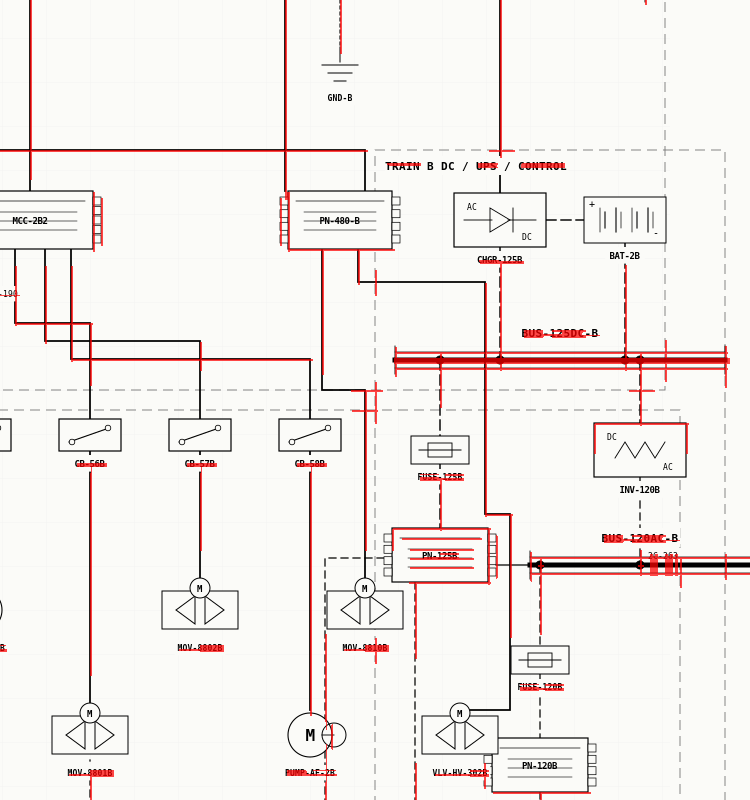 GND-B
TRAIN B DC / UPS / CONTROL
AC
DC
+
-
MCC-2B2
PN-480-B
CHGR-125B
BAT-2B
-190
BUS-125DC-B
DC
AC
CB-56B
CB-57B
CB-58B
FUSE-125B
INV-120B
BUS-120AC-B
PN-125B
M
M
B
MOV-8802B
MOV-8810B
FUSE-120B
M
M
M
PN-120B
MOV-8801B
PUMP-AF-2B
VLV-HV-302B